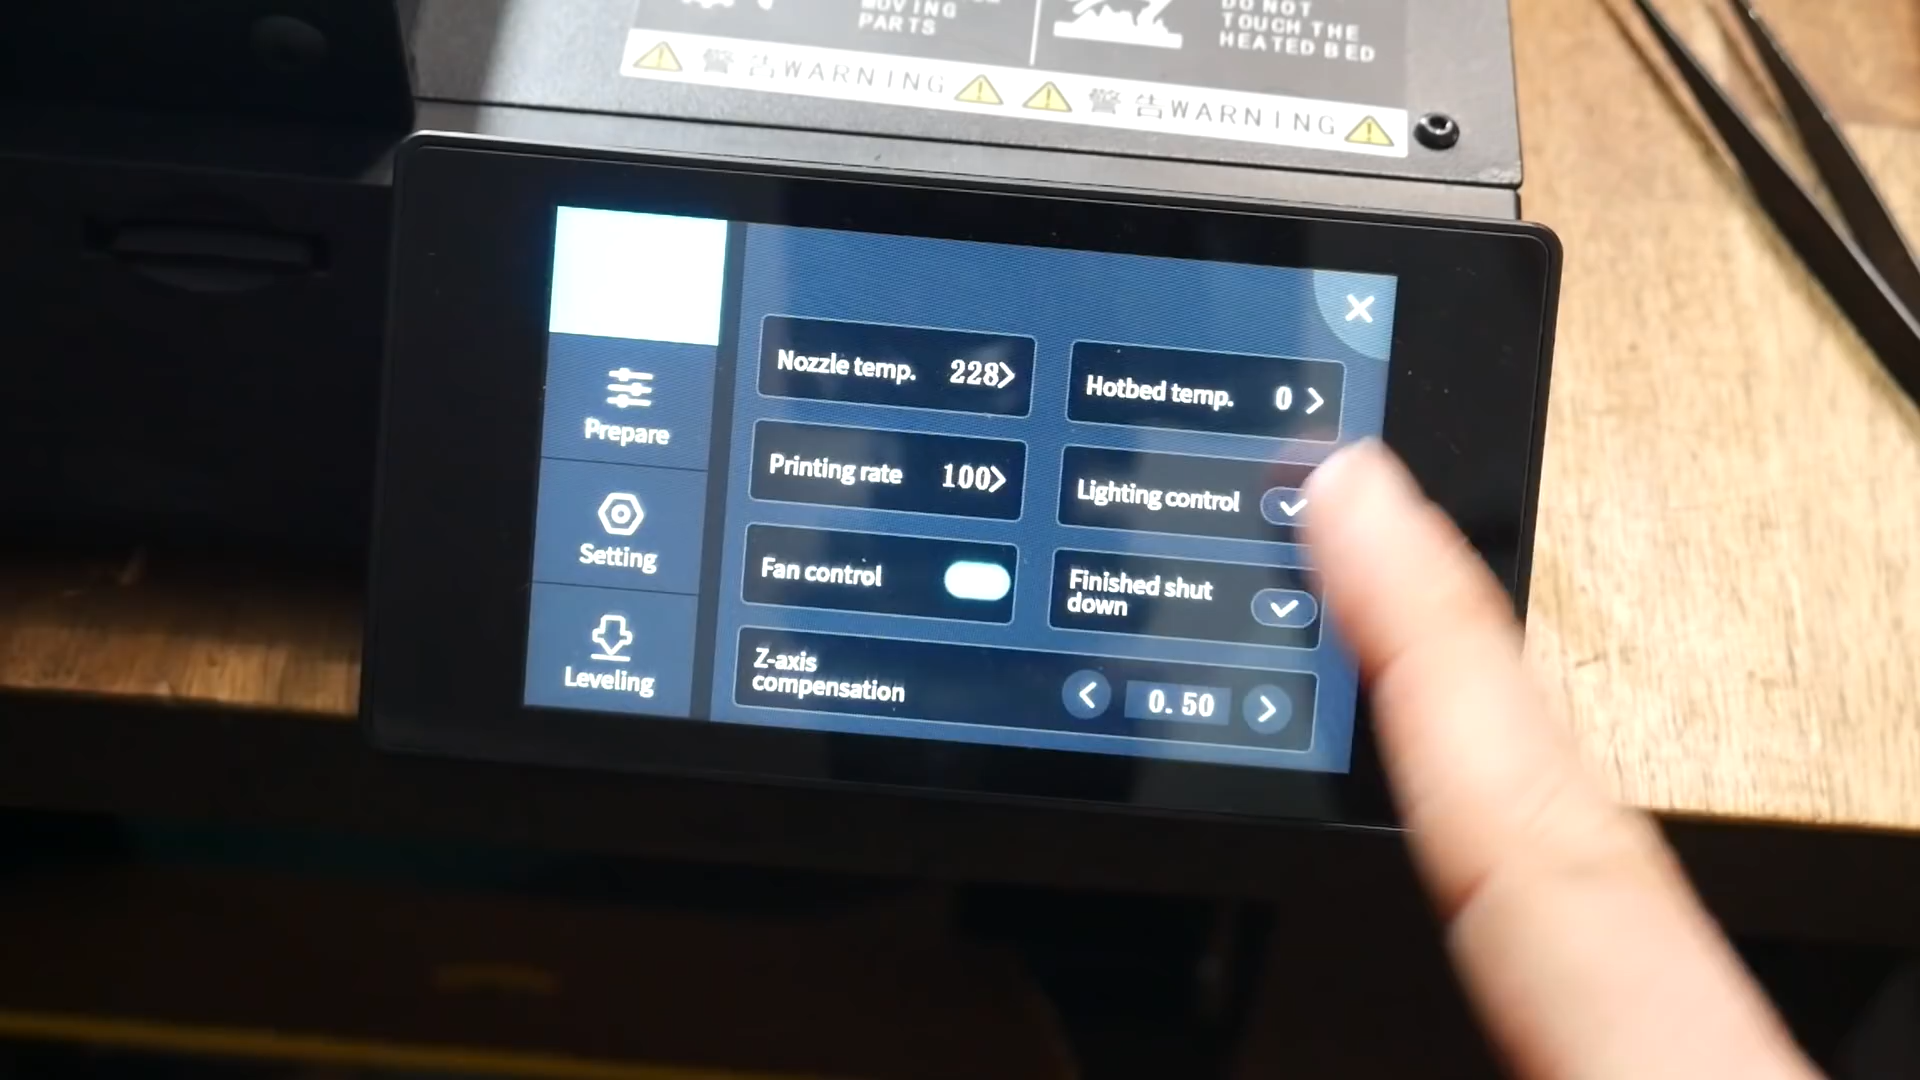 MOVING
PARTS
DO NOT
TOUCH THE
HEATED BED
警告WARNING
警告WARNING
Nozzle temp. 228
Hotbed temp. 0
Prepare
Printing rate 100
Lighting control
Setting
Fan control
Finished shut
down
Leveling
Z-axis
compensation
0.50